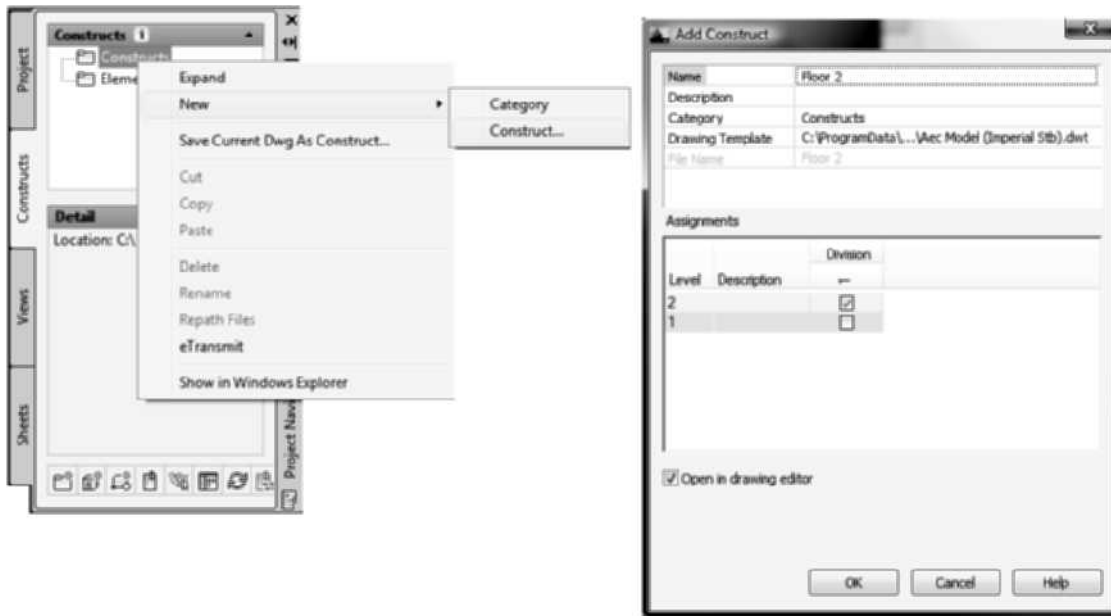 Project
Constructs
Views
Sheets
Constructs
Constructs
Eleme
Detail
Location: C:\
Project Navi
Expand
New
Save Current Dwg As Construct...
Cut
Copy
Paste
Delete
Rename
Repath Files
eTransmit
Show in Windows Explorer
Category
Construct...
Add Construct
Name Floor 2
Description
Category Constructs
Drawing Template C:\ProgramData\...\Aec Model (Imperial Stb).dwt
File Name Floor 2
Assignments
Division
Level Description
2
1
Open in drawing editor
OK Cancel Help